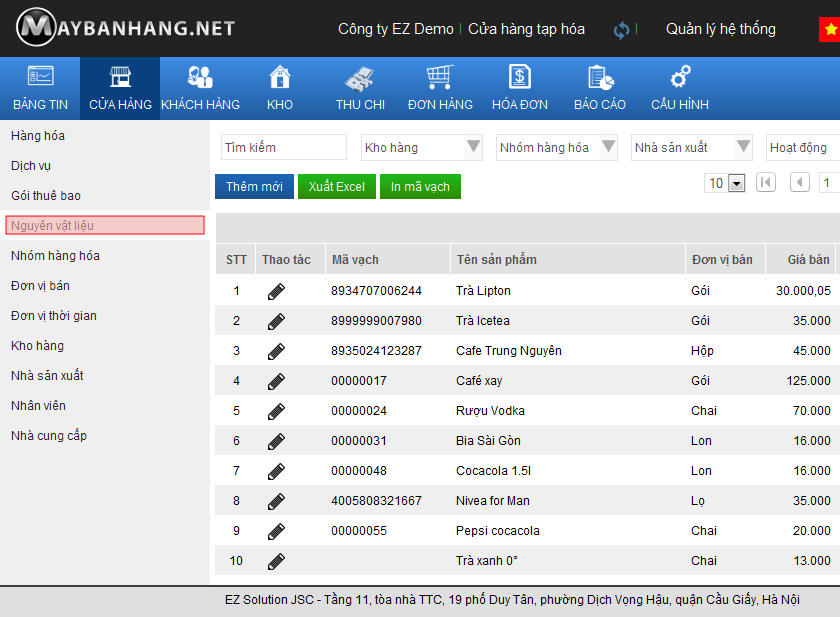 MAYBANHANG.NET
Công ty EZ Demo | Cửa hàng tạp hóa | Quản lý hệ thống
BẢNG TIN CỬA HÀNG KHÁCH HÀNG KHO THU CHI ĐƠN HÀNG HÓA ĐƠN BÁO CÁO CẤU HÌNH
Hàng hóa
Dịch vụ
Gói thuê bao
Nguyên vật liệu
Nhóm hàng hóa
Đơn vị bán
Đơn vị thời gian
Kho hàng
Nhà sản xuất
Nhân viên
Nhà cung cấp
Tìm kiếm Kho hàng Nhóm hàng hóa Nhà sản xuất Hoạt động
Thêm mới Xuất Excel In mã vạch 10 1
STT Thao tác Mã vạch Tên sản phẩm Đơn vị bán Giá bán
1 8934707006244 Trà Lipton Gói 30.000,05
2 8999999007980 Trà Icetea Gói 35.000
3 8935024123287 Cafe Trung Nguyên Hộp 45.000
4 00000017 Café xay Gói 125.000
5 00000024 Rượu Vodka Chai 70.000
6 00000031 Bia Sài Gòn Lon 16.000
7 00000048 Cocacola 1.5l Lon 16.000
8 4005808321667 Nivea for Man Lọ 35.000
9 00000055 Pepsi cocacola Chai 20.000
10 Trà xanh 0° Chai 13.000
EZ Solution JSC - Tầng 11, tòa nhà TTC, 19 phố Duy Tân, phường Dịch Vọng Hậu, quận Cầu Giấy, Hà Nội